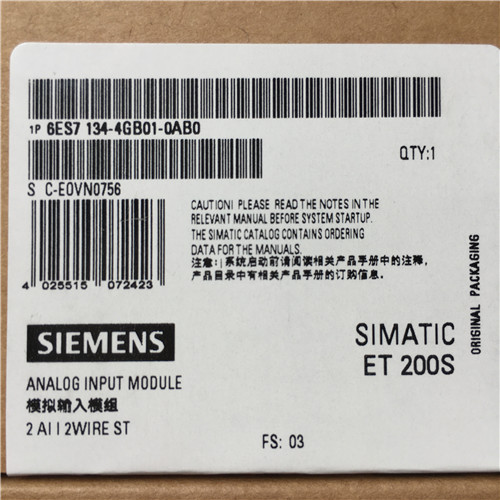 1P 6ES7 134-4GB01-0AB0
QTY:1
S C-E0VN0756
CAUTION! PLEASE READ THE NOTES IN THE
RELEVANT MANUAL BEFORE SYSTEM STARTUP.
THE SIMATIC CATALOG CONTAINS ORDERING
DATA FOR THE MANUALS.
注意:系统启动前请阅读相关产品手册中的注释,
产品目录中有相关产品手册的订购信息。
4 025515 072423
ORIGINAL PACKAGING
SIEMENS
SIMATIC
ET 200S
ANALOG INPUT MODULE
模拟输入模组
2 AI I 2WIRE ST
FS: 03